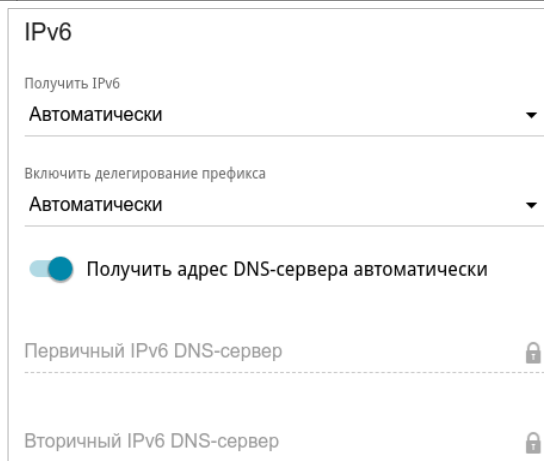 IPv6
Получить IPv6
Автоматически
Включить делегирование префикса
Автоматически
Получить адрес DNS-сервера автоматически
Первичный IPv6 DNS-сервер
Вторичный IPv6 DNS-сервер